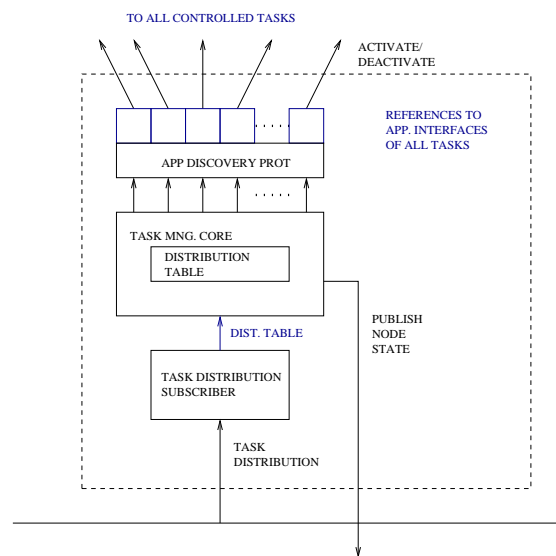 TO ALL CONTROLLED TASKS
ACTIVATE/
DEACTIVATE
REFERENCES TO
APP. INTERFACES
OF ALL TASKS
APP DISCOVERY PROT
TASK MNG. CORE
DISTRIBUTION
TABLE
DIST. TABLE
PUBLISH
NODE
STATE
TASK DISTRIBUTION
SUBSCRIBER
TASK
DISTRIBUTION